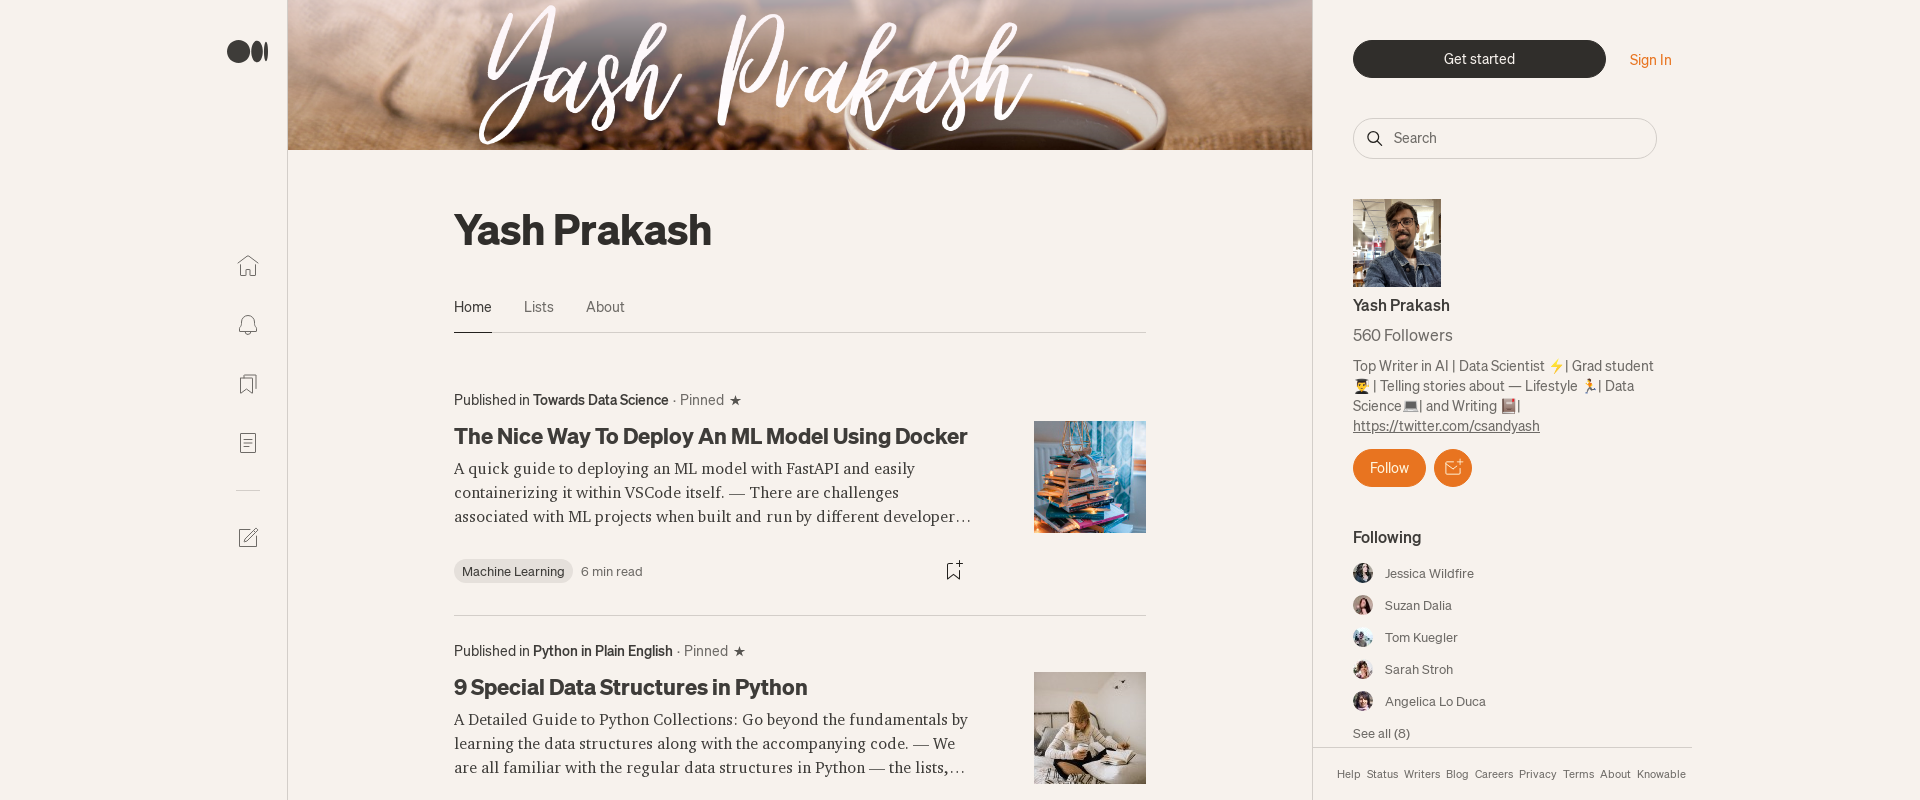 Yash Prakash
Yash Prakash
Home Lists About
Published in Towards Data Science · Pinned ★
The Nice Way To Deploy An ML Model Using Docker
A quick guide to deploying an ML model with FastAPI and easily
containerizing it within VSCode itself. — There are challenges
associated with ML projects when built and run by different developer…
Machine Learning 6 min read
Published in Python in Plain English · Pinned ★
9 Special Data Structures in Python
A Detailed Guide to Python Collections: Go beyond the fundamentals by
learning the data structures along with the accompanying code. — We
are all familiar with the regular data structures in Python — the lists,…
Get started Sign In
Search
Yash Prakash
560 Followers
Top Writer in AI | Data Scientist ⚡| Grad student
👨‍🎓| Telling stories about — Lifestyle 🏃| Data
Science💻| and Writing 📔|
https://twitter.com/csandyash
Follow
Following
Jessica Wildfire
Suzan Dalia
Tom Kuegler
Sarah Stroh
Angelica Lo Duca
See all (8)
Help Status Writers Blog Careers Privacy Terms About Knowable